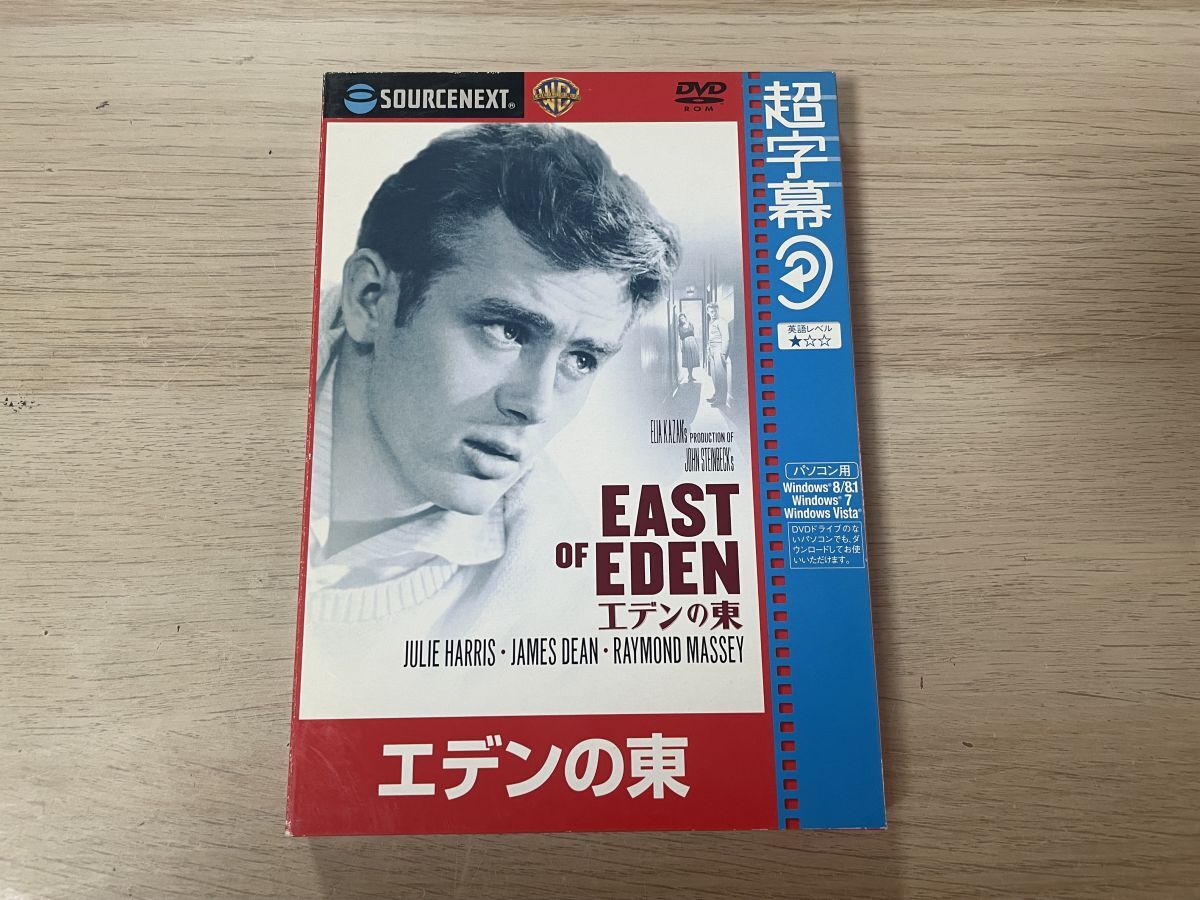 SOURCENEXT®
WB
DVD
ROM
超字幕
英語レベル
★☆☆
ELIA KAZAN's PRODUCTION OF
JOHN STEINBECK's
EAST
OF EDEN
エデンの東
JULIE HARRIS・JAMES DEAN・RAYMOND MASSEY
エデンの東
パソコン用
Windows® 8/8.1
Windows® 7
Windows Vista®
DVDドライブのな
いパソコンでも、ダ
ウンロードしてお使
いいただけます。